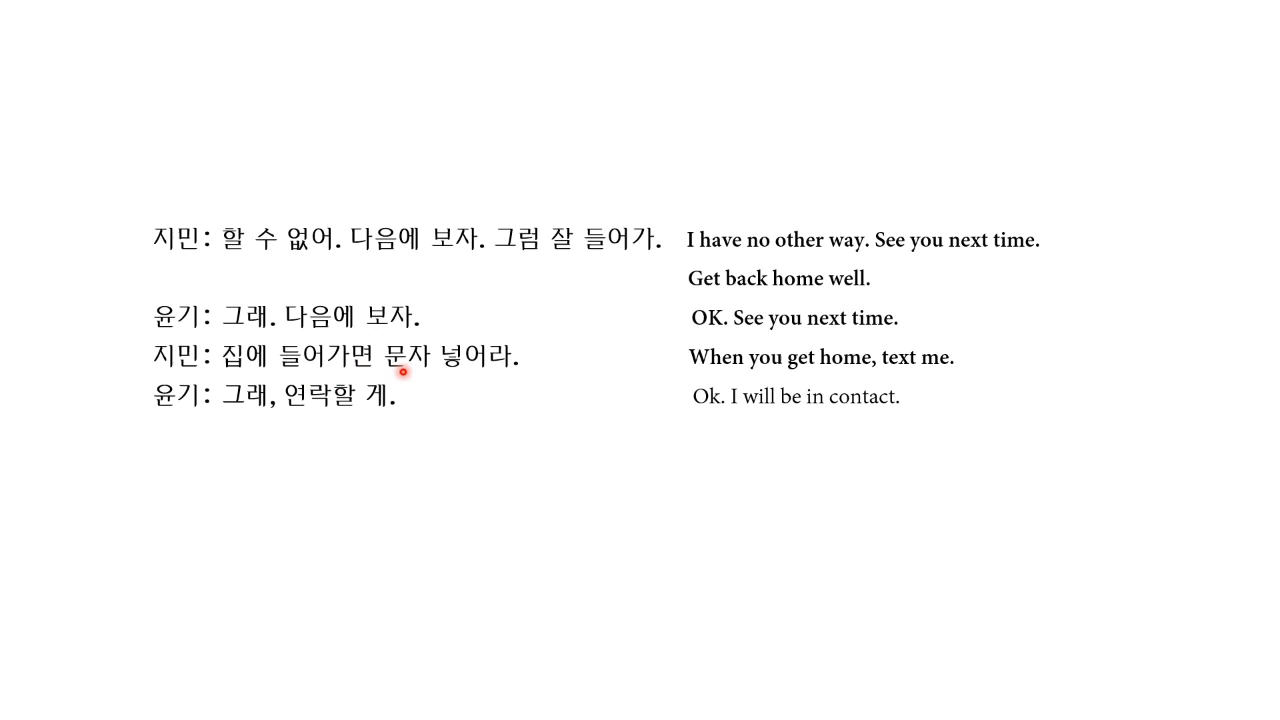 지민: 할 수 없어. 다음에 보자. 그럼 잘 들어가. I have no other way. See you next time.
Get back home well.
윤기: 그래. 다음에 보자. OK. See you next time.
지민: 집에 들어가면 문자 넣어라. When you get home, text me.
윤기: 그래, 연락할 게. Ok. I will be in contact.